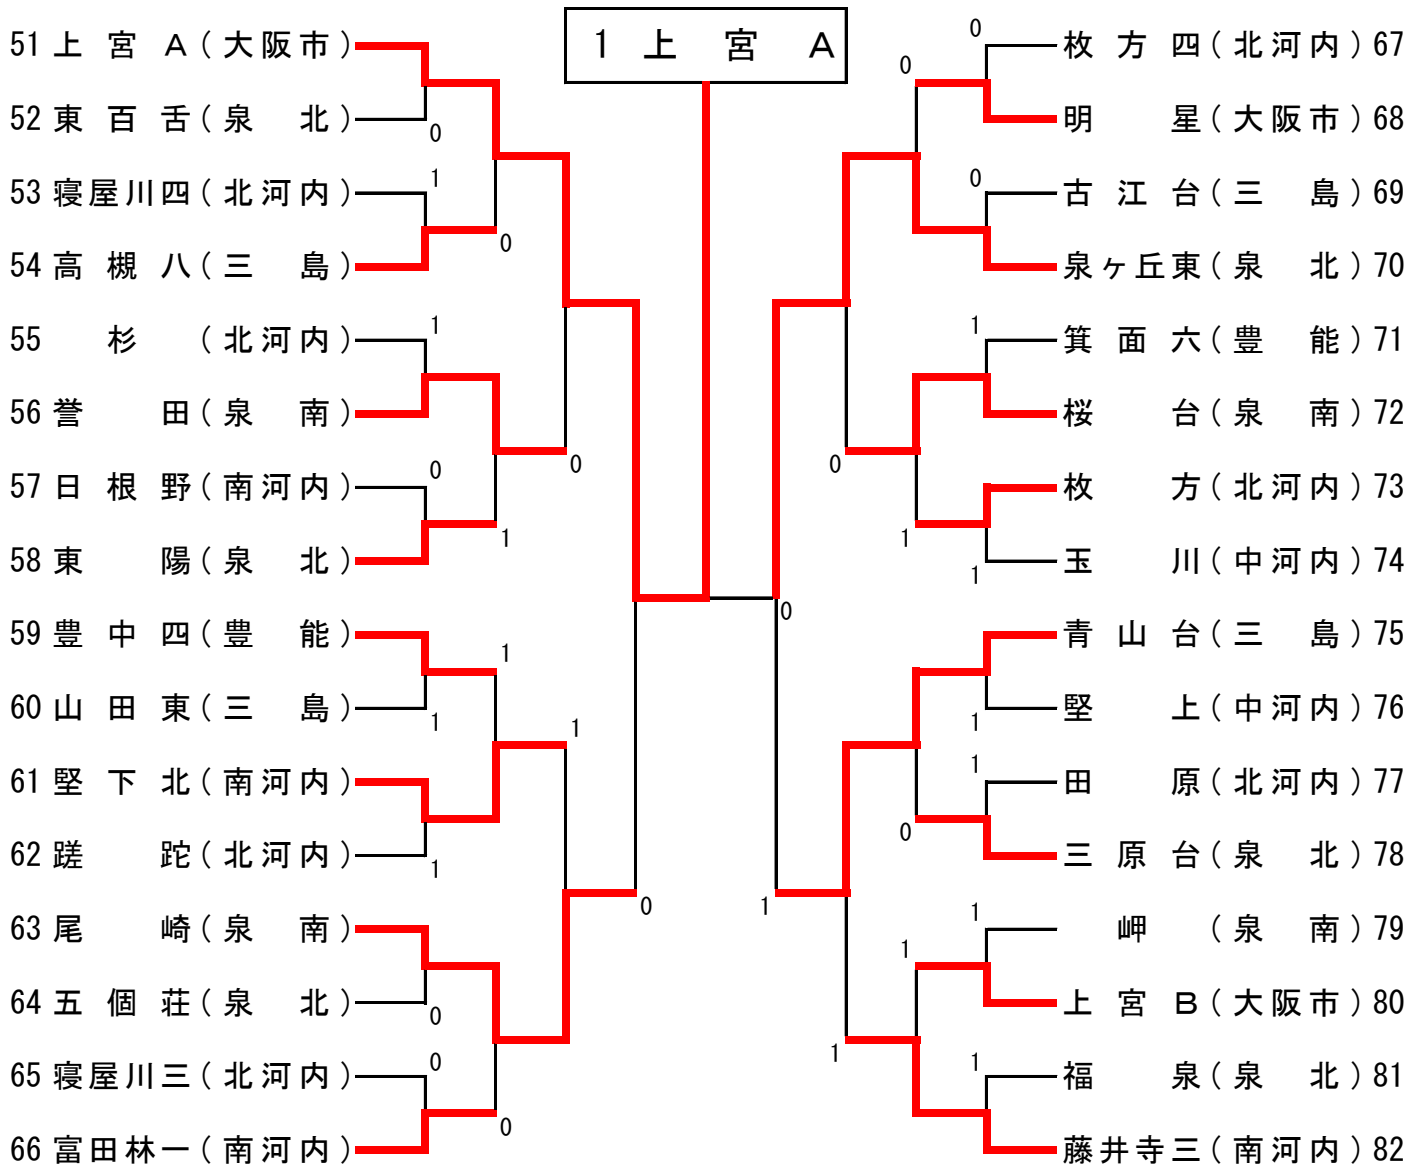 1 上 宮 A
51 上 宮 A ( 大阪市 )
52 東 百 舌 ( 泉 北 )
0
53 寝屋川四 ( 北河内 )
1
54 高 槻 八 ( 三 島 )
0
55 杉 ( 北河内 )
1
56 誉 田 ( 泉 南 )
57 日 根 野 ( 南河内 )
0
0
58 東 陽 ( 泉 北 )
1
59 豊 中 四 ( 豊 能 )
1
60 山 田 東 ( 三 島 )
1
1
61 堅 下 北 ( 南河内 )
62 蹉 跎 ( 北河内 )
1
63 尾 崎 ( 泉 南 )
0
64 五 個 荘 ( 泉 北 )
0
65 寝屋川三 ( 北河内 )
0
66 富田林一 ( 南河内 )
0
0
枚 方 四 ( 北河内 ) 67
0
明 星 ( 大阪市 ) 68
0
古 江 台 ( 三 島 ) 69
泉ヶ丘東 ( 泉 北 ) 70
1
箕 面 六 ( 豊 能 ) 71
桜 台 ( 泉 南 ) 72
0
枚 方 ( 北河内 ) 73
1
玉 川 ( 中河内 ) 74
1
0
青 山 台 ( 三 島 ) 75
堅 上 ( 中河内 ) 76
1
1
田 原 ( 北河内 ) 77
0
三 原 台 ( 泉 北 ) 78
1
1
岬 ( 泉 南 ) 79
1
上 宮 B ( 大阪市 ) 80
1
1
福 泉 ( 泉 北 ) 81
藤井寺三 ( 南河内 ) 82